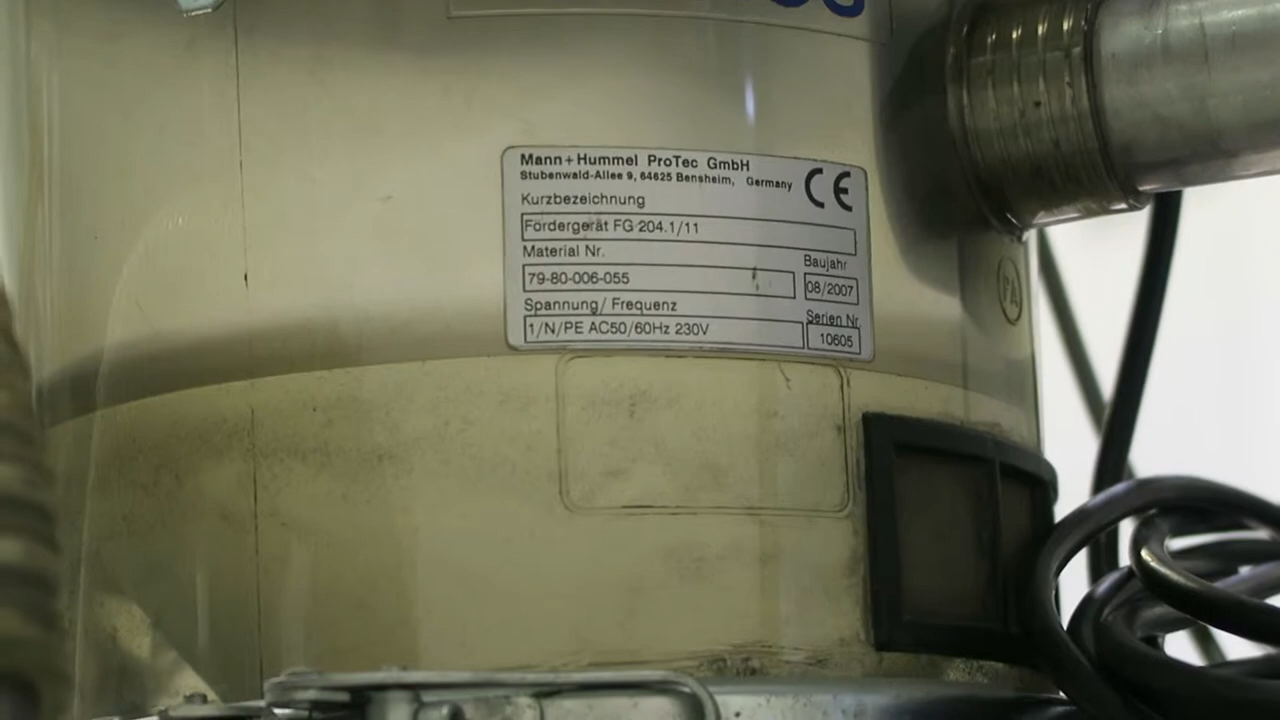 Mann+Hummel ProTec GmbH
Stubenwald-Allee 9, 64625 Bensheim, Germany
CE
Kurzbezeichnung
Fördergerät FG 204.1/11
Material Nr.
Baujahr
79-80-006-055
08/2007
Spannung/ Frequenz
Serien Nr.
1/N/PE AC50/60Hz 230V
10605
FA